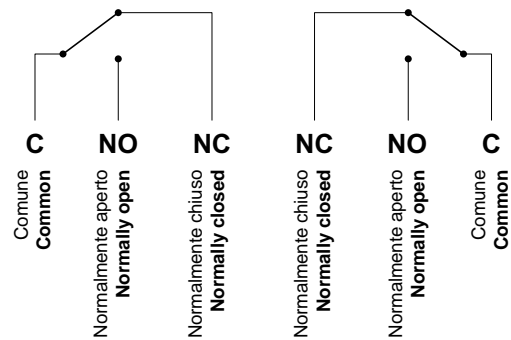 C NO NC NC NO C
Comune
Common
Normalmente aperto
Normally open
Normalmente chiuso
Normally closed
Normalmente chiuso
Normally closed
Normalmente aperto
Normally open
Comune
Common